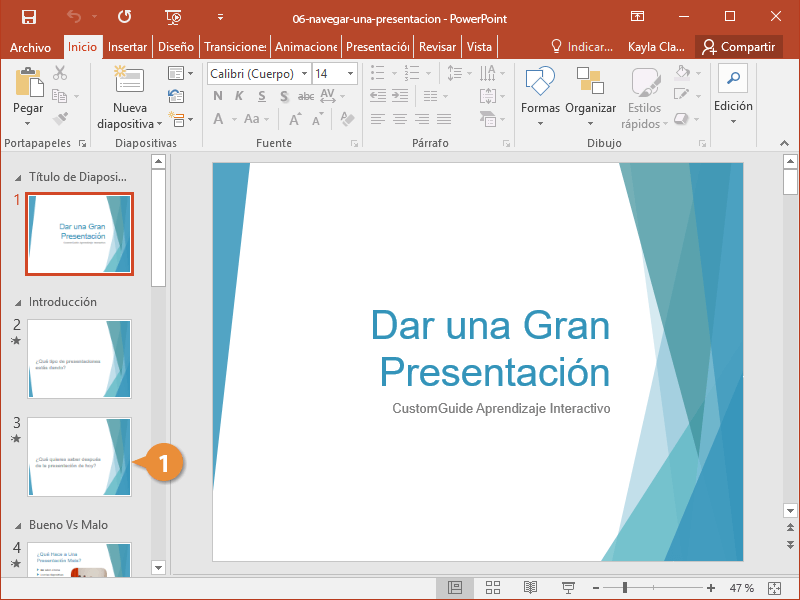 06-navegar-una-presentacion - PowerPoint
Archivo Inicio Insertar Diseño Transiciones Animacione Presentació Revisar Vista Indicar... Kayla Cla... Compartir
Calibri (Cuerpo) 14
N K S S abc AV
A Aa A A
Pegar
Nueva diapositiva
Formas Organizar Estilos rápidos Edición
Portapapeles Diapositivas Fuente Párrafo Dibujo
Título de Diaposi...
1
Dar una Gran
Presentación
Introducción
2
¿Qué tipo de presentaciones
estás dando?
3
¿Qué quieres saber después
de la presentación de hoy?
1
Bueno Vs Malo
4
¿Qué Hace a Una
Presentación Mala?
Dar una Gran
Presentación
CustomGuide Aprendizaje Interactivo
47 %